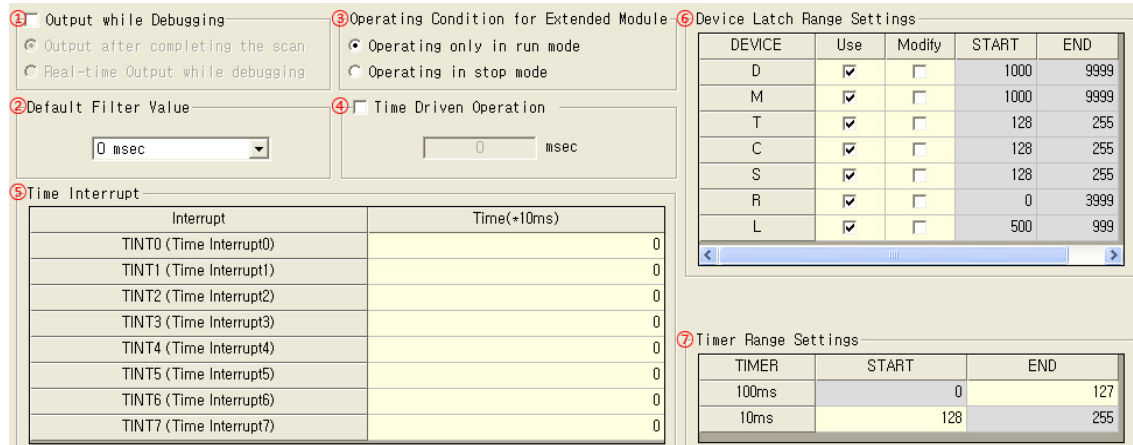 ① Output while Debugging
Output after completing the scan
Real-time Output while debugging
② Default Filter Value
0 msec
③ Operating Condition for Extended Module
Operating only in run mode
Operating in stop mode
④ Time Driven Operation
0 msec
⑤ Time Interrupt
Interrupt Time(*10ms)
TINT0 (Time Interrupt0) 0
TINT1 (Time Interrupt1) 0
TINT2 (Time Interrupt2) 0
TINT3 (Time Interrupt3) 0
TINT4 (Time Interrupt4) 0
TINT5 (Time Interrupt5) 0
TINT6 (Time Interrupt6) 0
TINT7 (Time Interrupt7) 0
⑥ Device Latch Range Settings
DEVICE Use Modify START END
D 1000 9999
M 1000 9999
T 128 255
C 128 255
S 128 255
R 0 3999
L 500 999
⑦ Timer Range Settings
TIMER START END
100ms 0 127
10ms 128 255